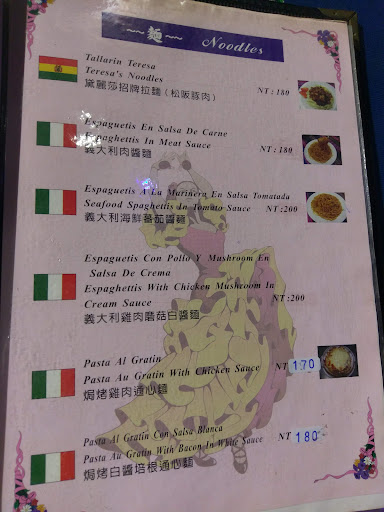 ~~麵~~ Noodles
Tallarin Teresa
Teresa's Noodles
黛麗莎招牌拉麵 (松阪豚肉)
NT:180
Espaguetis En Salsa De Carne
Espaghettis In Meat Sauce
NT:180
義大利肉醬麵
Espaguetis A La Marinera En Salsa Tomatada
Seafood Spaghettis In Tomato Sauce NT:200
義大利海鮮蕃茄醬麵
Espaguetis Con Pollo Y Mushroom En
Salsa De Crema
Espaghettis With Chicken Mushroom In
Cream Sauce
NT:200
義大利雞肉蘑菇白醬麵
Pasta Al Gratin
Pasta Au Gratin With Chicken Sauce NT 170
焗烤雞肉通心麵
Pasta Al Gratin Con Salsa Blanca
Pasta Au Gratin With Bacon In White Sauce NT 180
焗烤白醬培根通心麵